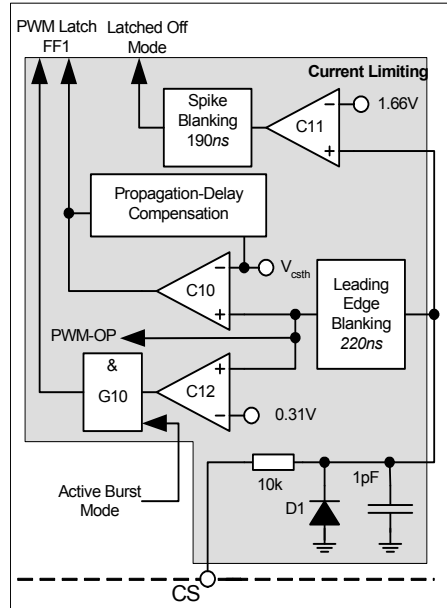 PWM Latch
FF1
Latched Off
Mode
Current Limiting
Spike
Blanking
190ns
C11
1.66V
Propagation-Delay
Compensation
C10
Vcsth
Leading
Edge
Blanking
220ns
PWM-OP
&
G10
C12
0.31V
Active Burst
Mode
10k
1pF
D1
CS